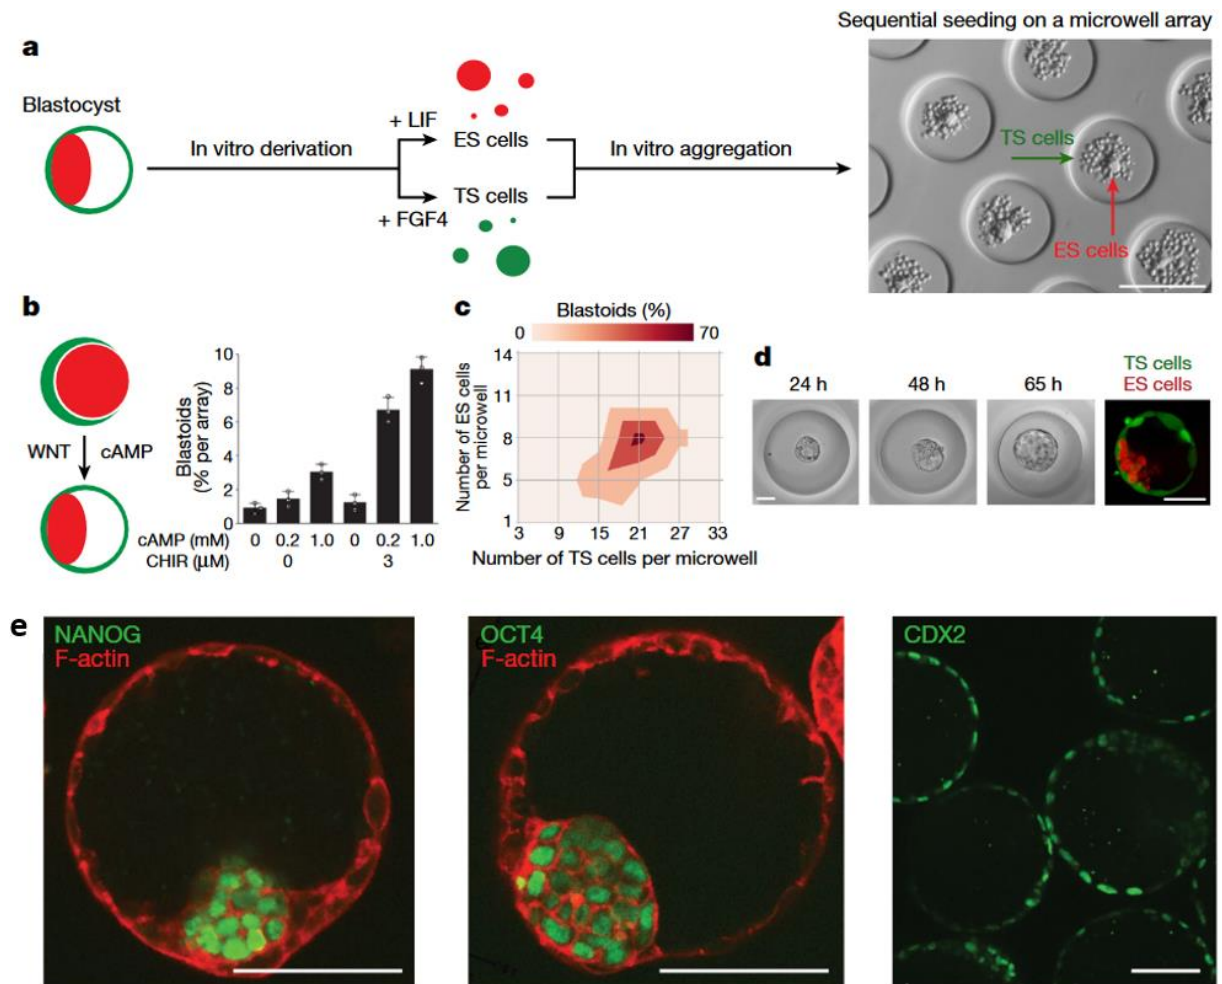 Sequential seeding on a microwell array
a
Blastocyst
In vitro derivation
+ LIF
ES cells
TS cells
+ FGF4
In vitro aggregation
TS cells
ES cells
b
WNT
cAMP
Blastoids
(% per array)
10
8
6
4
2
0
cAMP (mM) 0 0.2 1.0 0 0.2 1.0
CHIR (μM) 0 3
c
Blastoids (%)
0 70
Number of ES cells
per microwell
14
11
8
5
1
3 9 15 21 27 33
Number of TS cells per microwell
d
24 h
48 h
65 h
TS cells
ES cells
e
NANOG
F-actin
OCT4
F-actin
CDX2